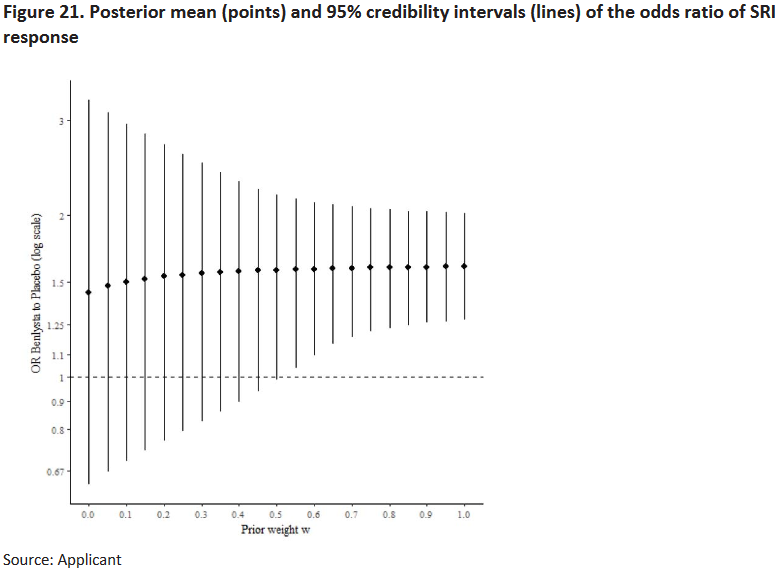 Figure 21. Posterior mean (points) and 95% credibility intervals (lines) of the odds ratio of SRI
response
OR Benlysta to Placebo (log scale)
3
2
1.5
1.25
1.1
1
0.9
0.8
0.67
0.0 0.1 0.2 0.3 0.4 0.5 0.6 0.7 0.8 0.9 1.0
Prior weight w
Source: Applicant